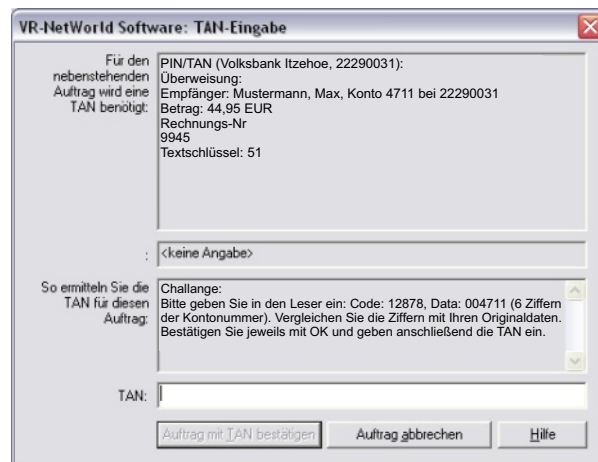 VR-NetWorld Software: TAN-Eingabe
Für den
nebenstehenden
Auftrag wird eine
TAN benötigt:
PIN/TAN (Volksbank Itzehoe, 22290031):
Überweisung:
Empfänger: Mustermann, Max, Konto 4711 bei 22290031
Betrag: 44,95 EUR
Rechnungs-Nr
9945
Textschlüssel: 51
:
<keine Angabe>
So ermitteln Sie die
TAN für diesen
Auftrag:
Challange:
Bitte geben Sie in den Leser ein: Code: 12878, Data: 004711 (6 Ziffern
der Kontonummer). Vergleichen Sie die Ziffern mit Ihren Originaldaten.
Bestätigen Sie jeweils mit OK und geben anschließend die TAN ein.
TAN:
Auftrag mit TAN bestätigen
Auftrag abbrechen
Hilfe